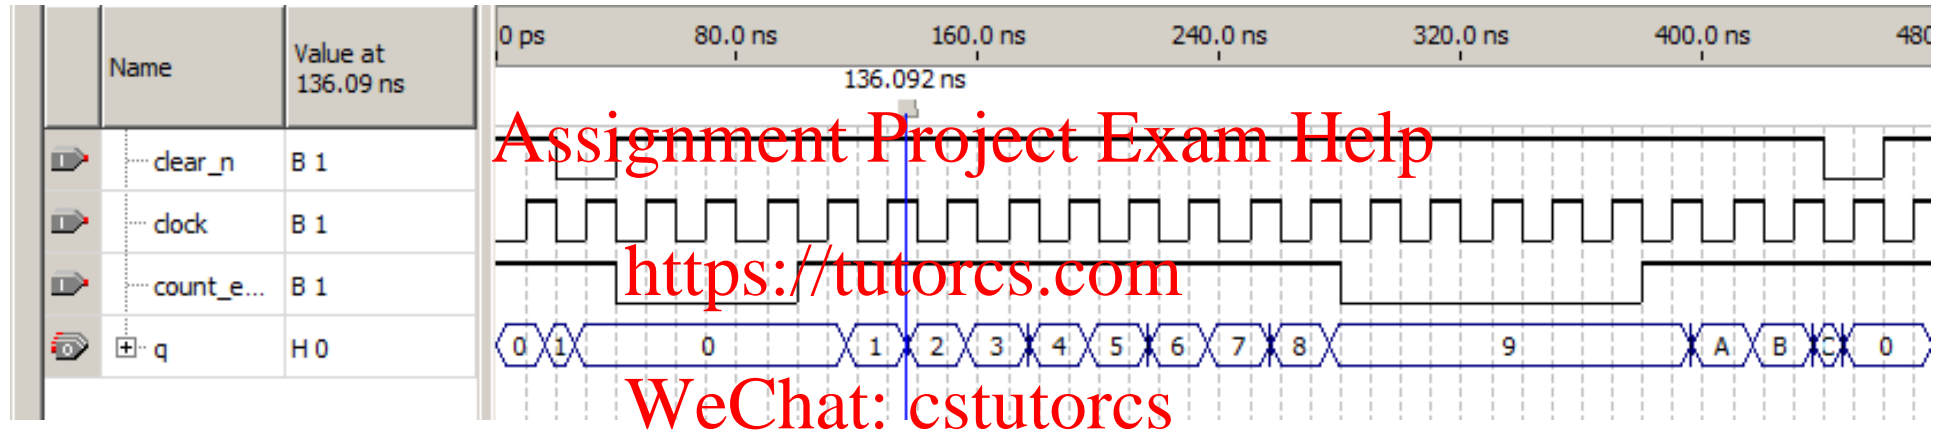 Name
Value at
136.09 ns
0 ps 80.0 ns 160.0 ns 240.0 ns 320.0 ns 400.0 ns 480
136.092 ns
Assignment Project Exam Help
clear_n B 1
clock B 1
https://tutorcs.com
count_e... B 1
q H 0 0 1 0 1 2 3 4 5 6 7 8 9 A B C 0
WeChat: cstutorcs